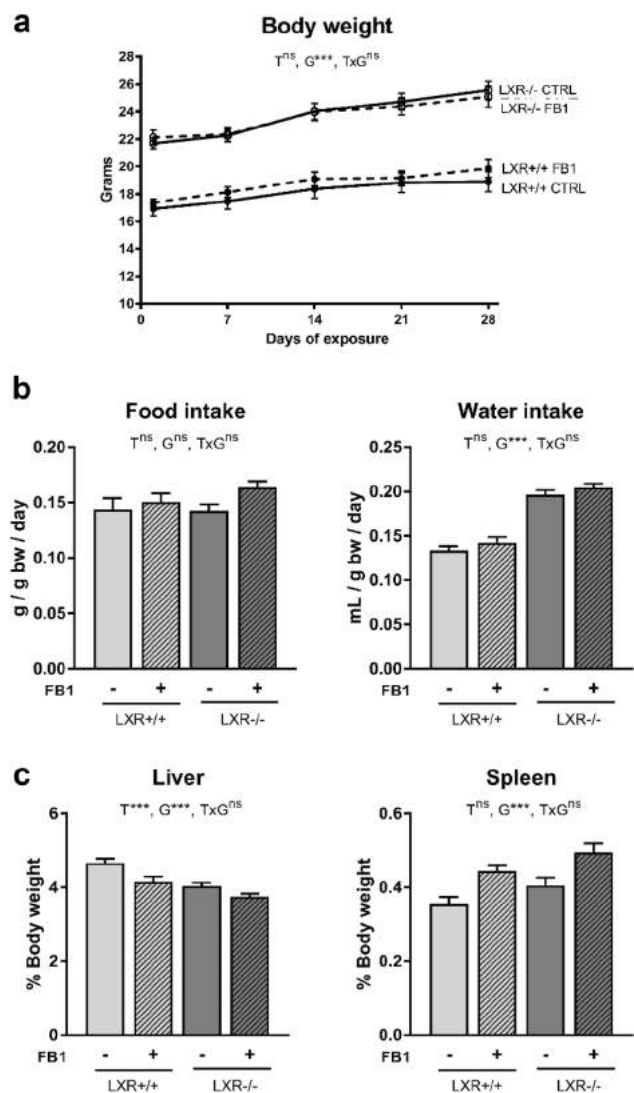 a
Body weight
T^ns, G***, TxG^ns
Grams
26
24
22
20
18
16
14
12
10
0 7 14 21 28
Days of exposure
LXR-/- CTRL
LXR-/- FB1
LXR+/+ FB1
LXR+/+ CTRL
b
Food intake
T^ns, G^ns, TxG^ns
g / g bw / day
0.20
0.15
0.10
0.05
0.00
FB1 - + - +
LXR+/+ LXR-/-
Water intake
T^ns, G***, TxG^ns
mL / g bw / day
0.25
0.20
0.15
0.10
0.05
0.00
FB1 - + - +
LXR+/+ LXR-/-
c
Liver
T***, G***, TxG^ns
% Body weight
6
4
2
0
FB1 - + - +
LXR+/+ LXR-/-
Spleen
T^ns, G***, TxG^ns
% Body weight
0.6
0.4
0.2
0.0
FB1 - + - +
LXR+/+ LXR-/-